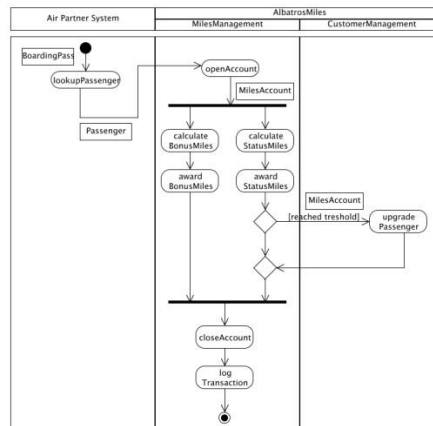 Air Partner System
AlbatrosMiles
MilesManagement
CustomerManagement
BoardingPass
lookupPassenger
openAccount
MilesAccount
Passenger
calculate
BonusMiles
calculate
StatusMiles
award
BonusMiles
award
StatusMiles
MilesAccount
[reached treshold]
upgrade
Passenger
closeAccount
log
Transaction